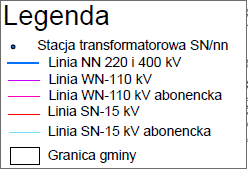 Legenda
Stacja transformatorowa SN/nn
Linia NN 220 i 400 kV
Linia WN-110 kV
Linia WN-110 kV abonencka
Linia SN-15 kV
Linia SN-15 kV abonencka
Granica gminy